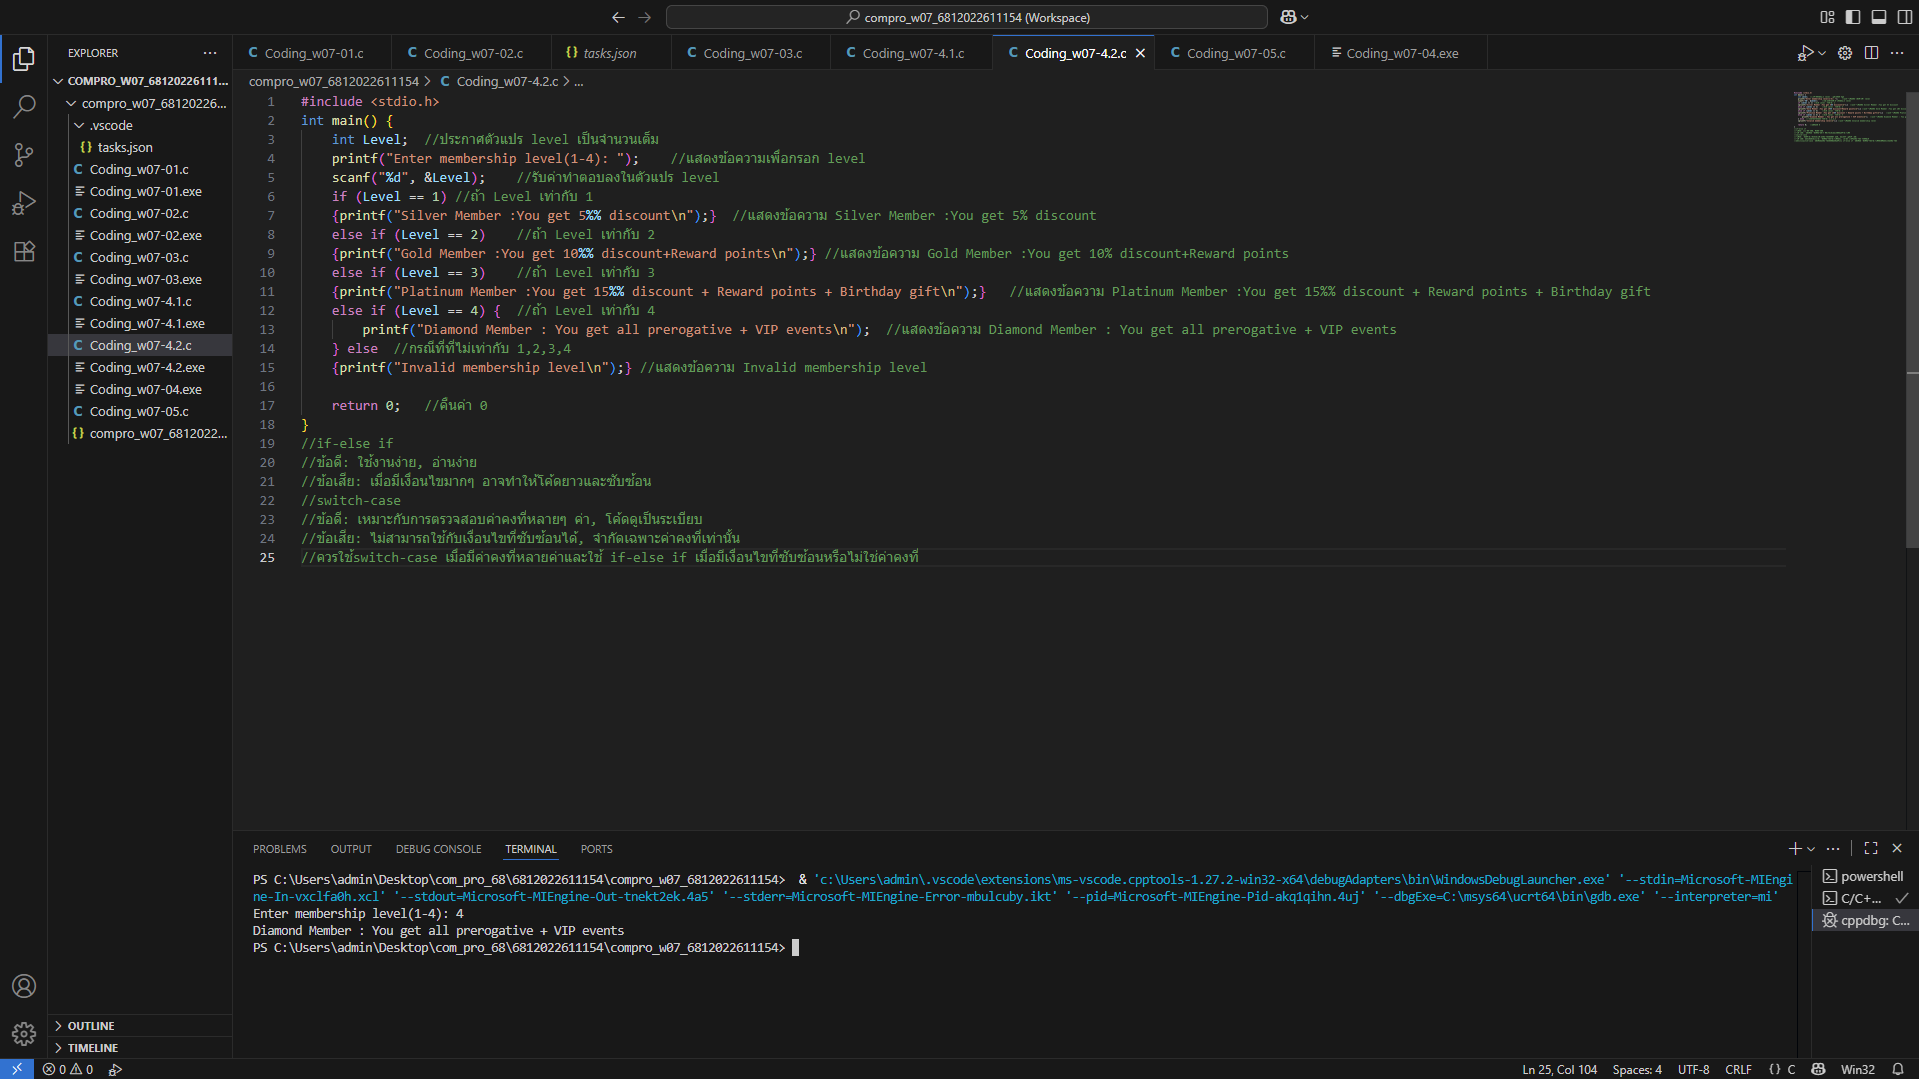 compro_w07_6812022611154 (Workspace)
EXPLORER
COMPRO_W07_68120226111...
compro_w07_68120226...
.vscode
{} tasks.json
C Coding_w07-01.c
Coding_w07-01.exe
C Coding_w07-02.c
Coding_w07-02.exe
C Coding_w07-03.c
Coding_w07-03.exe
C Coding_w07-4.1.c
Coding_w07-4.1.exe
C Coding_w07-4.2.c
Coding_w07-4.2.exe
Coding_w07-04.exe
C Coding_w07-05.c
{} compro_w07_6812022...
OUTLINE
TIMELINE
C Coding_w07-01.c C Coding_w07-02.c {} tasks.json C Coding_w07-03.c C Coding_w07-4.1.c C Coding_w07-4.2.c C Coding_w07-05.c Coding_w07-04.exe
compro_w07_6812022611154 > C Coding_w07-4.2.c > ...
1 #include <stdio.h>
2 int main() {
3 int Level; //ประกาศตัวแปร level เป็นจำนวนเต็ม
4 printf("Enter membership level(1-4): "); //แสดงข้อความเพื่อกรอก level
5 scanf("%d", &Level); //รับค่าคำตอบลงในตัวแปร level
6 if (Level == 1) //ถ้า Level เท่ากับ 1
7 {printf("Silver Member :You get 5%% discount\n");} //แสดงข้อความ Silver Member :You get 5% discount
8 else if (Level == 2) //ถ้า Level เท่ากับ 2
9 {printf("Gold Member :You get 10%% discount+Reward points\n");} //แสดงข้อความ Gold Member :You get 10% discount+Reward points
10 else if (Level == 3) //ถ้า Level เท่ากับ 3
11 {printf("Platinum Member :You get 15%% discount + Reward points + Birthday gift\n");} //แสดงข้อความ Platinum Member :You get 15%% discount + Reward points + Birthday gift
12 else if (Level == 4) { //ถ้า Level เท่ากับ 4
13 printf("Diamond Member : You get all prerogative + VIP events\n"); //แสดงข้อความ Diamond Member : You get all prerogative + VIP events
14 } else //กรณีที่ที่ไม่เท่ากับ 1,2,3,4
15 {printf("Invalid membership level\n");} //แสดงข้อความ Invalid membership level
16
17 return 0; //คืนค่า 0
18 }
19 //if-else if
20 //ข้อดี: ใช้งานง่าย, อ่านง่าย
21 //ข้อเสีย: เมื่อมีเงื่อนไขมากๆ อาจทำให้โค้ดยาวและซับซ้อน
22 //switch-case
23 //ข้อดี: เหมาะกับการตรวจสอบค่าคงที่หลายๆ ค่า, โค้ดดูเป็นระเบียบ
24 //ข้อเสีย: ไม่สามารถใช้กับเงื่อนไขที่ซับซ้อนได้, จำกัดเฉพาะค่าคงที่เท่านั้น
25 //ควรใช้switch-case เมื่อมีค่าคงที่หลายค่าและใช้ if-else if เมื่อมีเงื่อนไขที่ซับซ้อนหรือไม่ใช่ค่าคงที่
PROBLEMS OUTPUT DEBUG CONSOLE TERMINAL PORTS
PS C:\Users\admin\Desktop\com_pro_68\6812022611154\compro_w07_6812022611154> & 'c:\Users\admin\.vscode\extensions\ms-vscode.cpptools-1.27.2-win32-x64\debugAdapters\bin\WindowsDebugLauncher.exe' '--stdin=Microsoft-MIEngi
ne-In-vxclfa0h.xcl' '--stdout=Microsoft-MIEngine-Out-tnekt2ek.4a5' '--stderr=Microsoft-MIEngine-Error-mbulcuby.ikt' '--pid=Microsoft-MIEngine-Pid-akq1qihn.4uj' '--dbgExe=C:\msys64\ucrt64\bin\gdb.exe' '--interpreter=mi'
Enter membership level(1-4): 4
Diamond Member : You get all prerogative + VIP events
PS C:\Users\admin\Desktop\com_pro_68\6812022611154\compro_w07_6812022611154>
powershell
C/C+...
cppdbg: C...
0 0
Ln 25, Col 104 Spaces: 4 UTF-8 CRLF {} C Win32